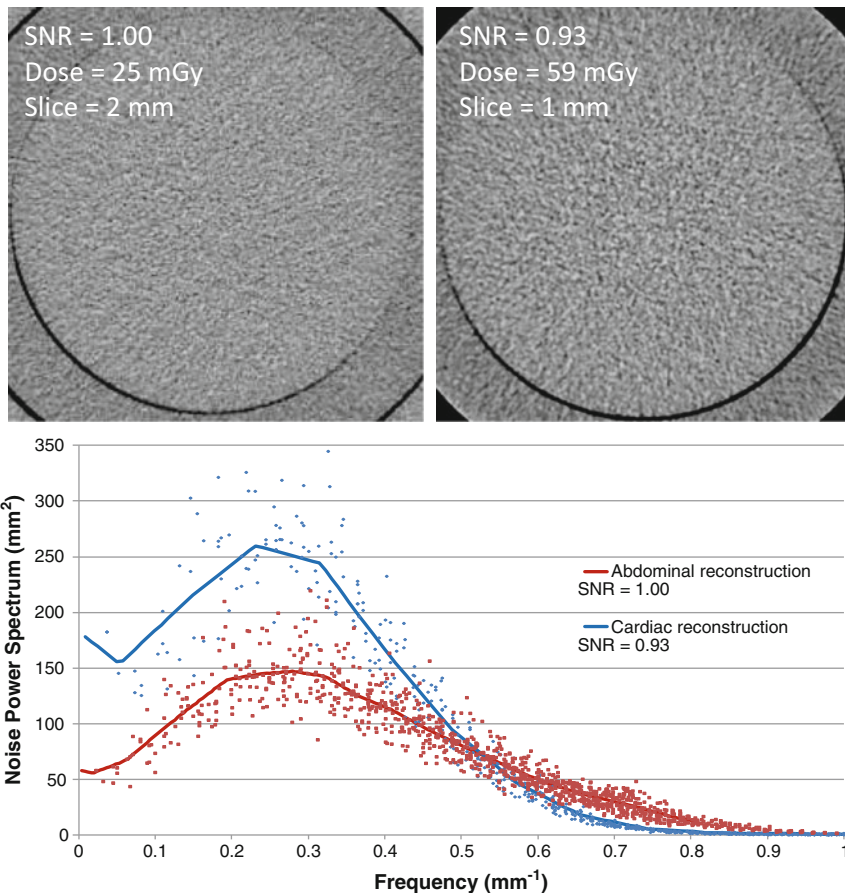 SNR = 1.00
Dose = 25 mGy
Slice = 2 mm
SNR = 0.93
Dose = 59 mGy
Slice = 1 mm
350
300
250
200
150
100
50
0
Noise Power Spectrum (mm²)
Abdominal reconstruction
SNR = 1.00
Cardiac reconstruction
SNR = 0.93
0 0.1 0.2 0.3 0.4 0.5 0.6 0.7 0.8 0.9 1
Frequency (mm⁻¹)